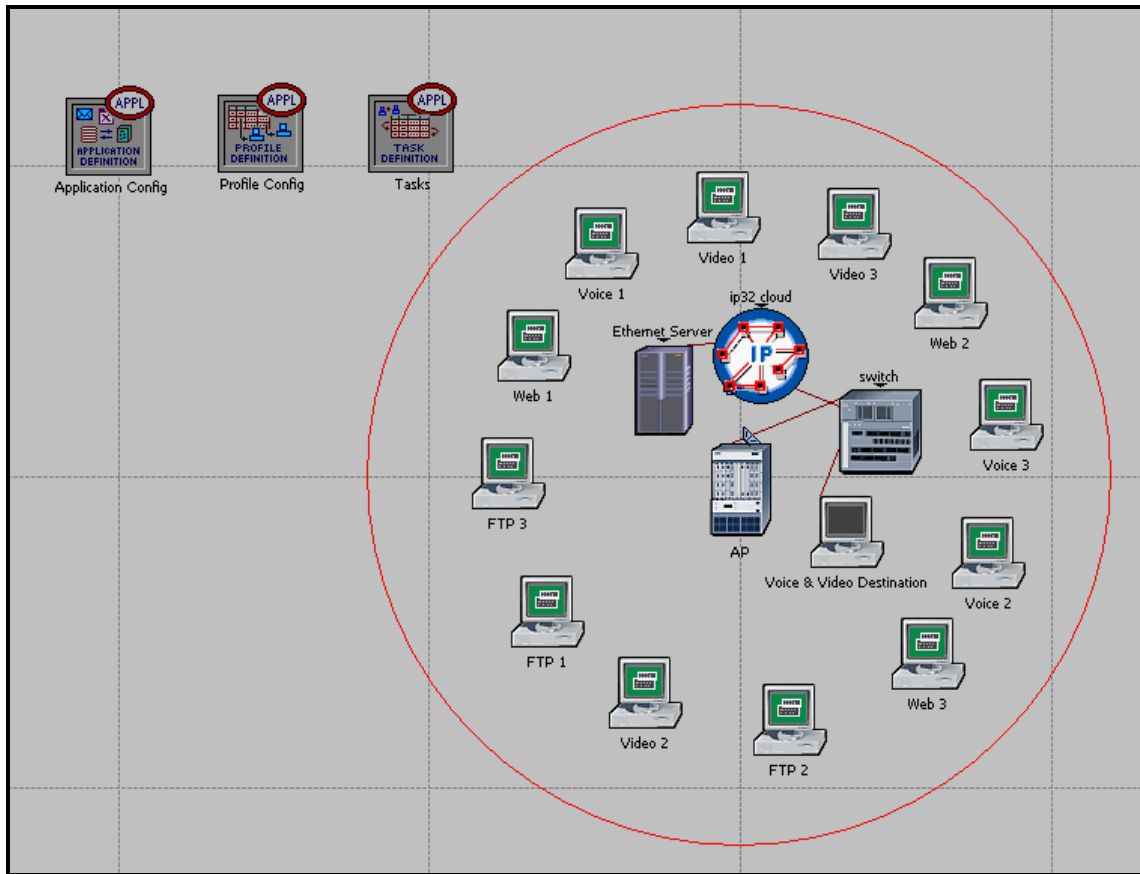 APPL
APPLICATION
DEFINITION
Application Config
APPL
PROFILE
DEFINITION
Profile Config
APPL
TASK
DEFINITION
Tasks
Video 1
Video 3
Voice 1
ip32_cloud
Ethernet Server
IP
Web 2
Web 1
switch
Voice 3
FTP 3
AP
Voice & Video Destination
Voice 2
FTP 1
Web 3
Video 2
FTP 2